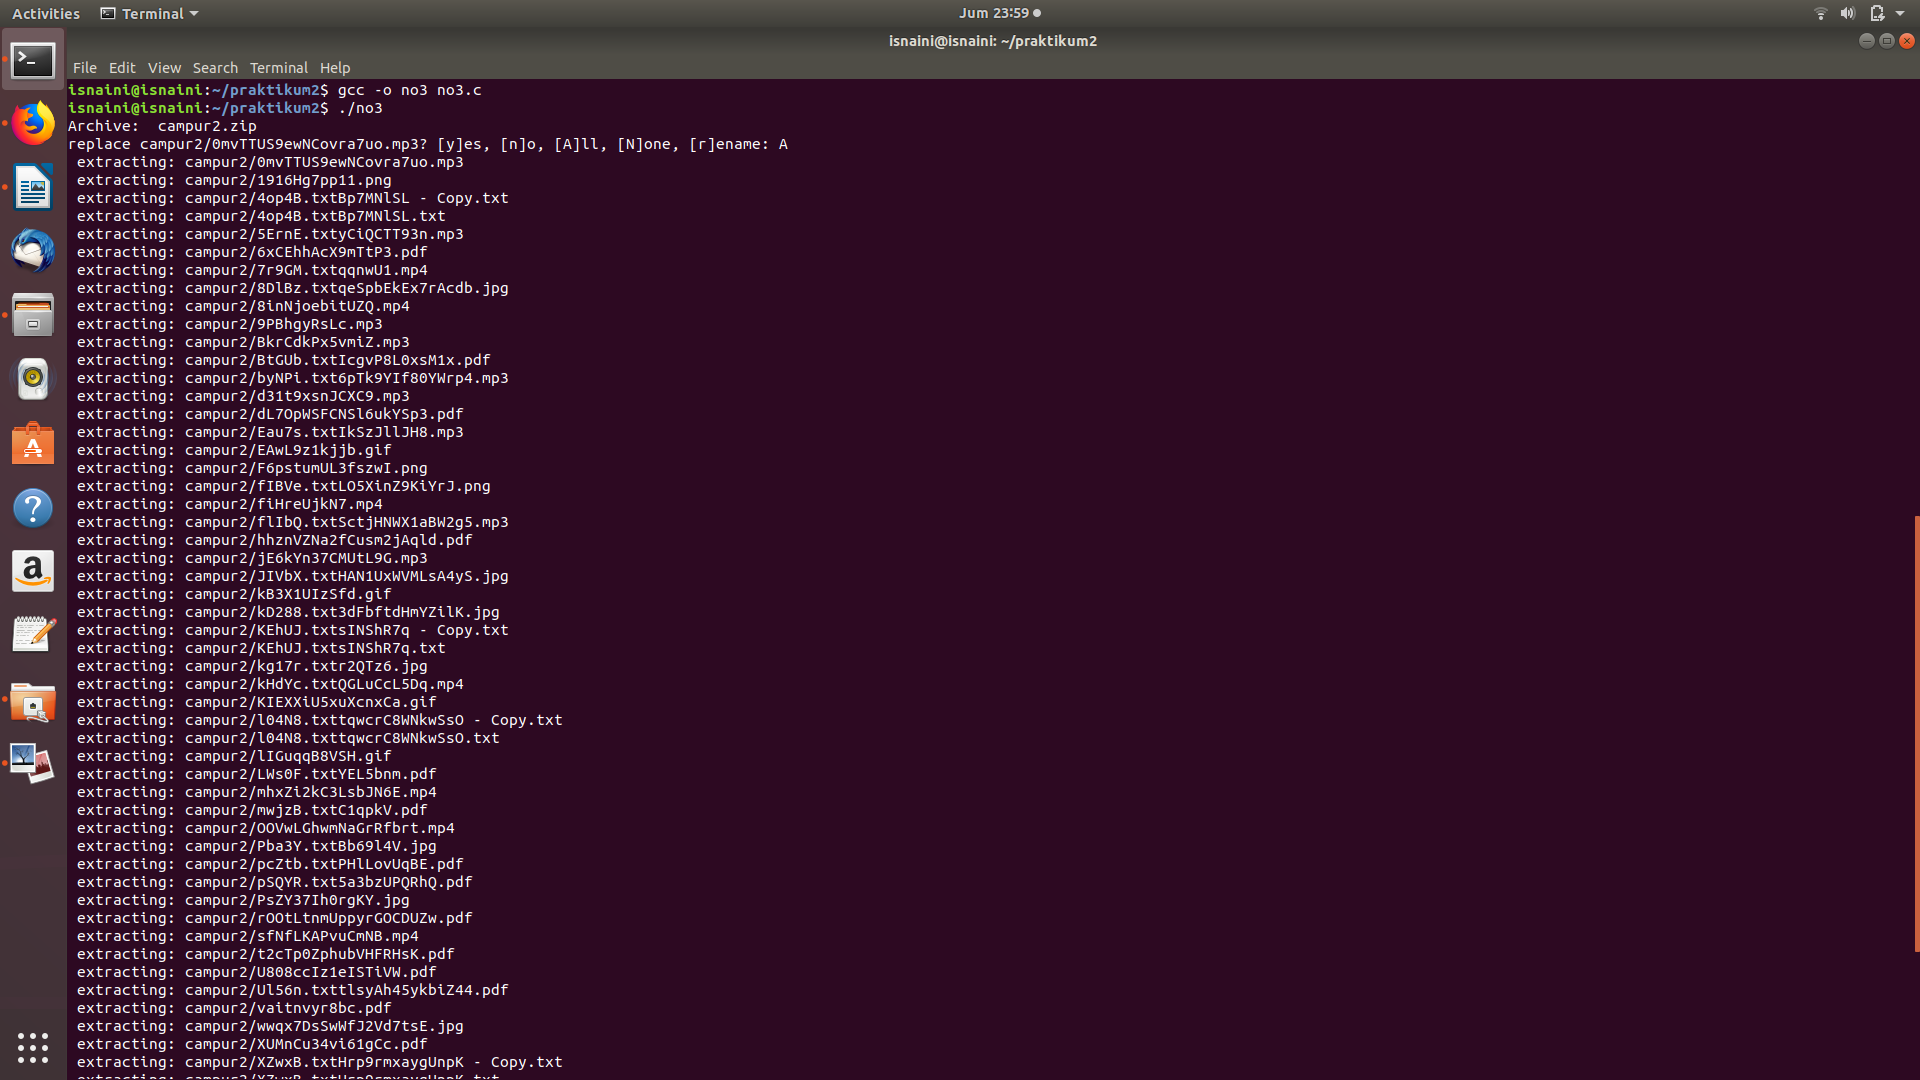 Activities
Terminal
Jum 23:59
isnaini@isnaini: ~/praktikum2
File Edit View Search Terminal Help
isnaini@isnaini:~/praktikum2$ gcc -o no3 no3.c
isnaini@isnaini:~/praktikum2$ ./no3
Archive:  campur2.zip
replace campur2/0mvTTUS9ewNCovra7uo.mp3? [y]es, [n]o, [A]ll, [N]one, [r]ename: A
 extracting: campur2/0mvTTUS9ewNCovra7uo.mp3
 extracting: campur2/1916Hg7pp11.png
 extracting: campur2/4op4B.txtBp7MNlSL - Copy.txt
 extracting: campur2/4op4B.txtBp7MNlSL.txt
 extracting: campur2/5ErnE.txtyCiQCTT93n.mp3
 extracting: campur2/6xCEhhAcX9mTtP3.pdf
 extracting: campur2/7r9GM.txtqqnwU1.mp4
 extracting: campur2/8DlBz.txtqeSpbEkEx7rAcdb.jpg
 extracting: campur2/8inNjoebitUZQ.mp4
 extracting: campur2/9PBhgyRsLc.mp3
 extracting: campur2/BkrCdkPx5vmiZ.mp3
 extracting: campur2/BtGUb.txtIcgvP8L0xsM1x.pdf
 extracting: campur2/byNPi.txt6pTk9YIf80YWrp4.mp3
 extracting: campur2/d31t9xsnJCXC9.mp3
 extracting: campur2/dL7OpWSFCNSl6ukYSp3.pdf
 extracting: campur2/Eau7s.txtIkSzJllJH8.mp3
 extracting: campur2/EAwL9z1kjjb.gif
 extracting: campur2/F6pstumUL3fszwI.png
 extracting: campur2/fIBVe.txtLO5XinZ9KiYrJ.png
 extracting: campur2/fiHreUjkN7.mp4
 extracting: campur2/flIbQ.txtSctjHNWX1aBW2g5.mp3
 extracting: campur2/hhznVZNa2fCusm2jAqld.pdf
 extracting: campur2/jE6kYn37CMUtL9G.mp3
 extracting: campur2/JIVbX.txtHAN1UxWVMLsA4yS.jpg
 extracting: campur2/kB3X1UIzSfd.gif
 extracting: campur2/kD288.txt3dFbftdHmYZilK.jpg
 extracting: campur2/KEhUJ.txtsINShR7q - Copy.txt
 extracting: campur2/KEhUJ.txtsINShR7q.txt
 extracting: campur2/kg17r.txtr2QTz6.jpg
 extracting: campur2/kHdYc.txtQGLuCcL5Dq.mp4
 extracting: campur2/KIEXXiU5xuXcnxCa.gif
 extracting: campur2/l04N8.txttqwcrC8WNkwSsO - Copy.txt
 extracting: campur2/l04N8.txttqwcrC8WNkwSsO.txt
 extracting: campur2/lIGuqqB8VSH.gif
 extracting: campur2/LWs0F.txtYEL5bnm.pdf
 extracting: campur2/mhxZi2kC3LsbJN6E.mp4
 extracting: campur2/mwjzB.txtC1qpkV.pdf
 extracting: campur2/OOVwLGhwmNaGrRfbrt.mp4
 extracting: campur2/Pba3Y.txtBb69l4V.jpg
 extracting: campur2/pcZtb.txtPHlLovUqBE.pdf
 extracting: campur2/pSQYR.txt5a3bzUPQRhQ.pdf
 extracting: campur2/PsZY37Ih0rgKY.jpg
 extracting: campur2/rOOtLtnmUppyrGOCDUZw.pdf
 extracting: campur2/sfNfLKAPvuCmNB.mp4
 extracting: campur2/t2cTp0ZphubVHFRHsK.pdf
 extracting: campur2/U808ccIz1eISTiVW.pdf
 extracting: campur2/Ul56n.txttlsyAh45ykbiZ44.pdf
 extracting: campur2/vaitnvyr8bc.pdf
 extracting: campur2/wwqx7DsSwWfJ2Vd7tsE.jpg
 extracting: campur2/XUMnCu34vi61gCc.pdf
 extracting: campur2/XZwxB.txtHrp9rmxaygUnpK - Copy.txt
 extracting: campur2/XZwxB.txtHrp9rmxaygUnpK.txt